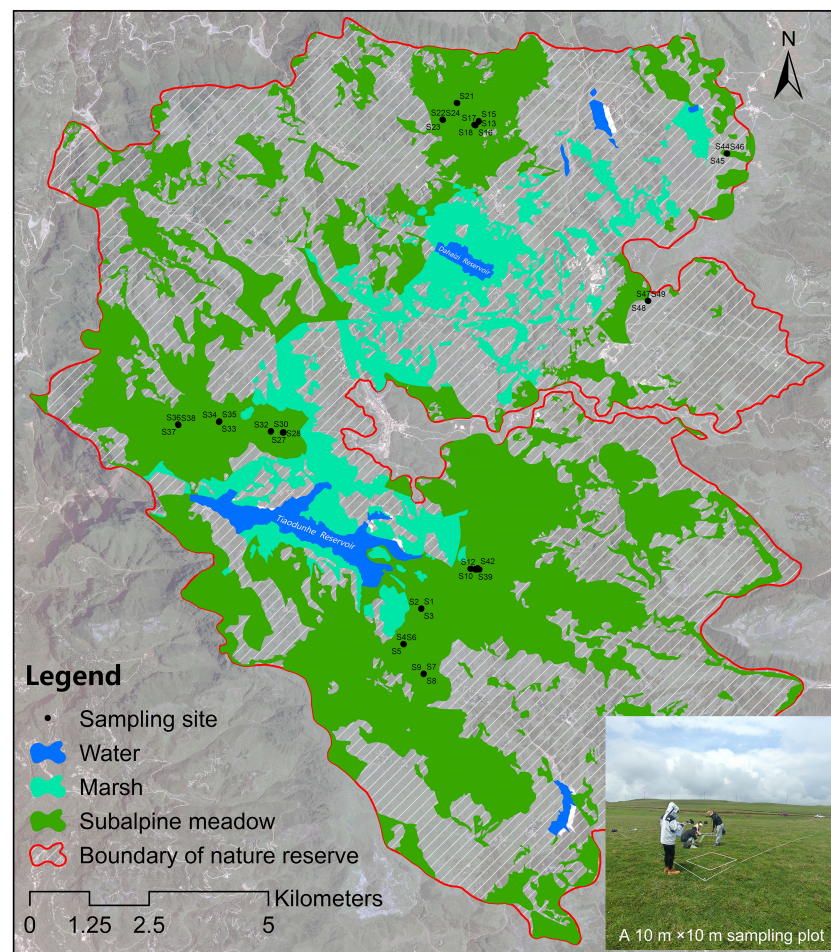 N
S21
S22S24
S23
S15
S17
S13
S18
S16
S44S46
S45
Dahaizi Reservoir
S47S49
S48
S36S38
S37
S34
S35
S33
S32
S30
S28
S27
Tiaodunhe Reservoir
S12
S42
S10
S39
S2
S1
S3
S4S6
S5
S9
S7
S8
Legend
Sampling site
Water
Marsh
Subalpine meadow
Boundary of nature reserve
Kilometers
0
1.25
2.5
5
A 10 m ×10 m sampling plot